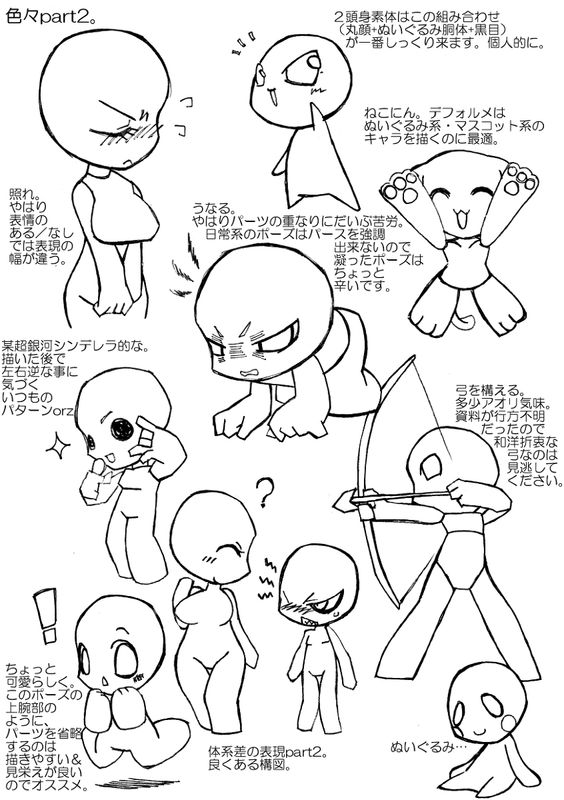 色々part2。
２頭身素体はこの組み合わせ
（丸顔+ぬいぐるみ胴体+黒目）
が一番しっくり来ます。個人的に。
ねこにん。デフォルメは
ぬいぐるみ系・マスコット系の
キャラを描くのに最適。
照れ。
やはり
表情の
ある／なし
では表現の
幅が違う。
うなる。
やはりパーツの重なりにだいぶ苦労。
日常系のポーズはパースを強調
出来ないので
凝ったポーズは
ちょっと
辛いです。
某超銀河シンデレラ的な。
描いた後で
左右逆な事に
気づく
いつもの
パターンorz
弓を構える。
多少アオリ気味。
資料が行方不明
だったので
和洋折衷な
弓なのは
見逃して
ください。
?
!
ちょっと
可愛らしく。
このポーズの
上腕部の
ように、
パーツを省略
するのは
描きやすい＆
見栄えが良い
のでオススメ。
体系差の表現part2。
良くある構図。
ぬいぐるみ…